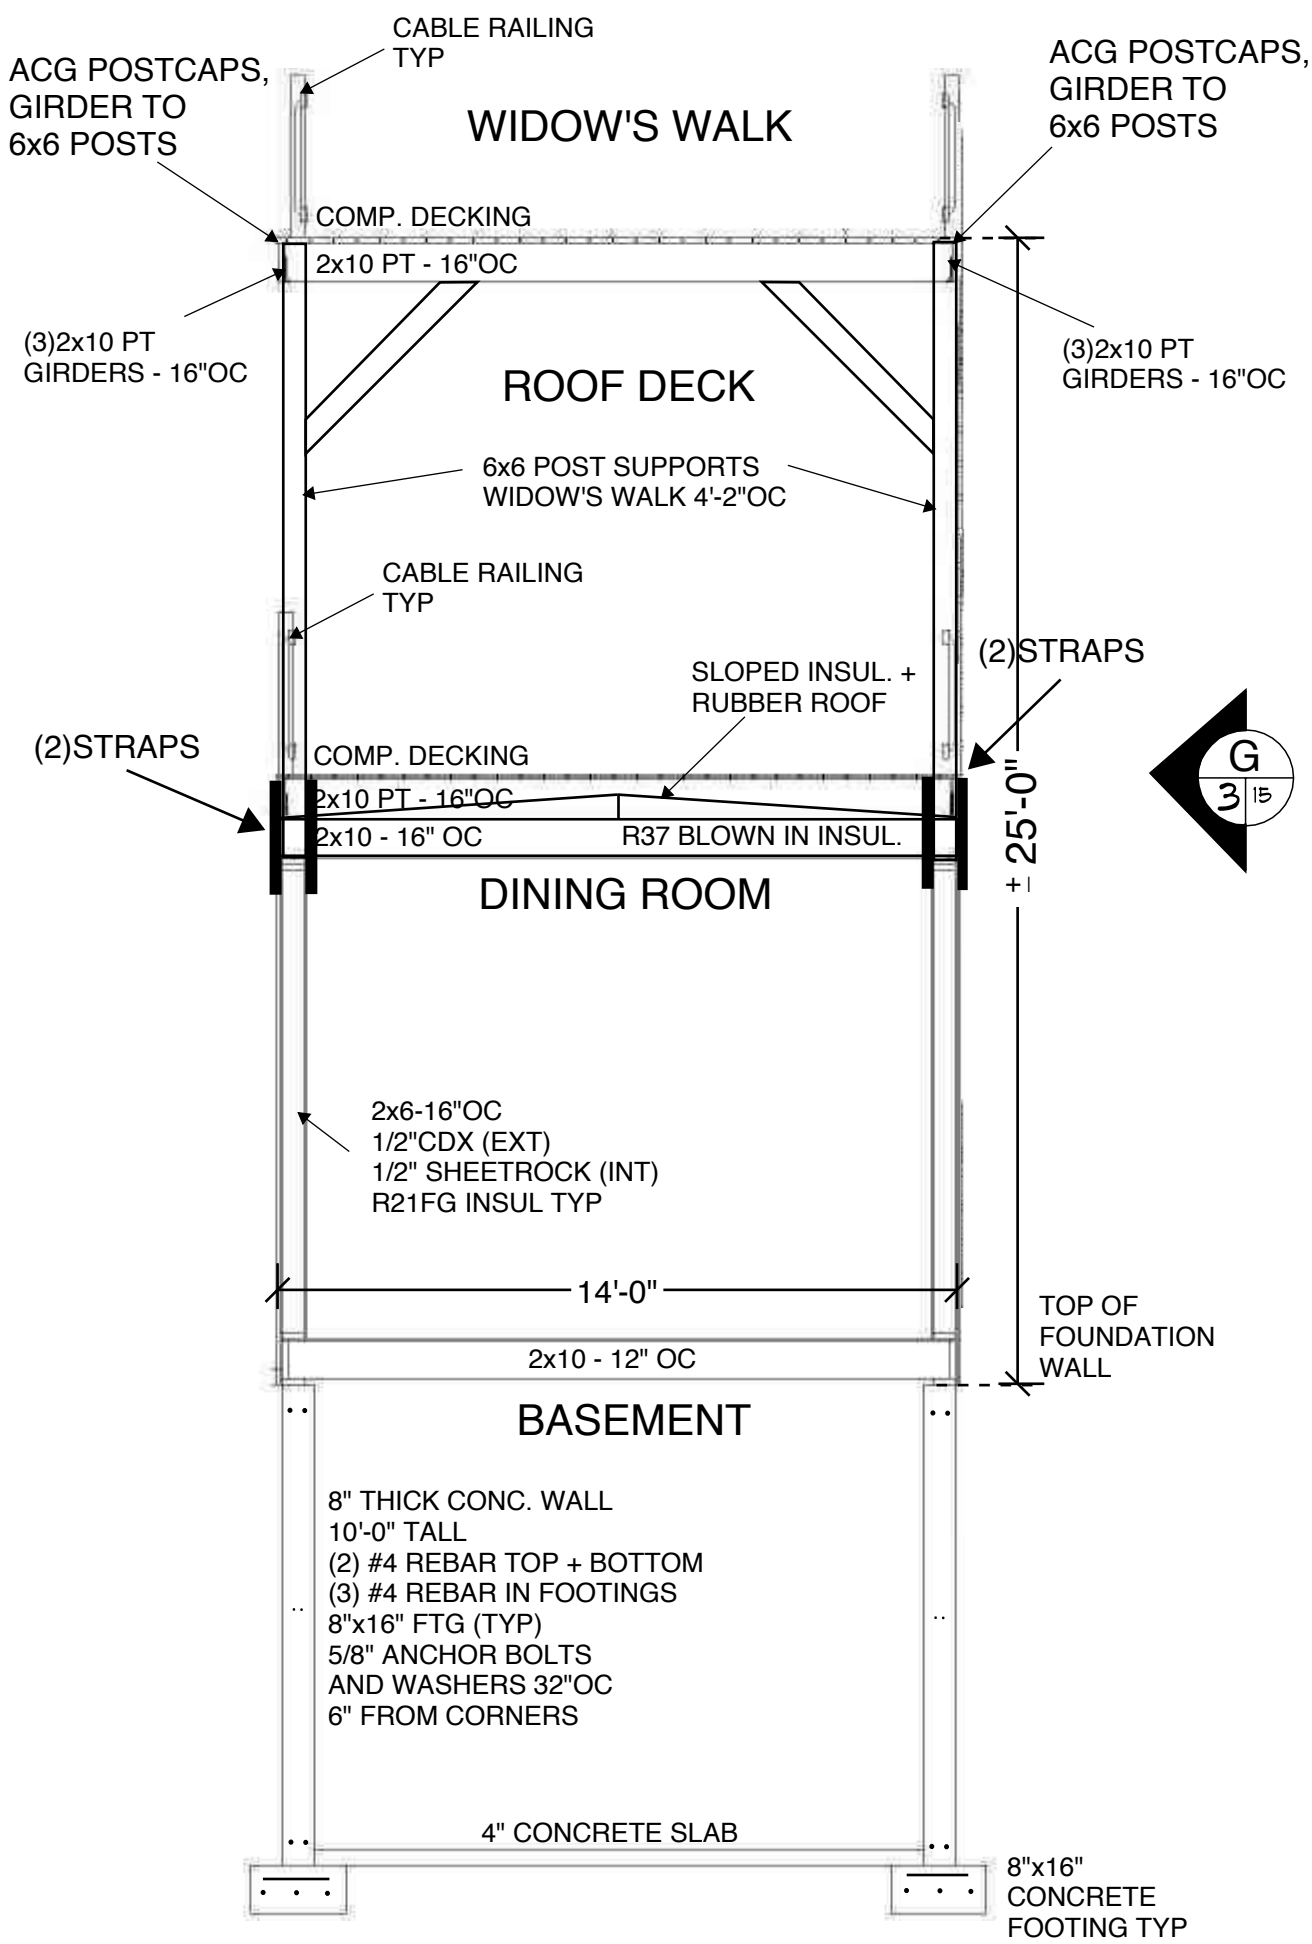 CABLE RAILING
TYP
ACG POSTCAPS,
GIRDER TO
6x6 POSTS
ACG POSTCAPS,
GIRDER TO
6x6 POSTS
WIDOW'S WALK
COMP. DECKING
2x10 PT - 16"OC
(3)2x10 PT
GIRDERS - 16"OC
(3)2x10 PT
GIRDERS - 16"OC
ROOF DECK
6x6 POST SUPPORTS
WIDOW'S WALK 4'-2"OC
CABLE RAILING
TYP
(2)STRAPS
SLOPED INSUL. +
RUBBER ROOF
(2)STRAPS
COMP. DECKING
2x10 PT - 16"OC
2x10 - 16" OC
R37 BLOWN IN INSUL.
± 25'-0"
G
3 15
DINING ROOM
2x6-16"OC
1/2"CDX (EXT)
1/2" SHEETROCK (INT)
R21FG INSUL TYP
14'-0"
TOP OF
FOUNDATION
WALL
2x10 - 12" OC
BASEMENT
8" THICK CONC. WALL
10'-0" TALL
(2) #4 REBAR TOP + BOTTOM
(3) #4 REBAR IN FOOTINGS
8"x16" FTG (TYP)
5/8" ANCHOR BOLTS
AND WASHERS 32"OC
6" FROM CORNERS
4" CONCRETE SLAB
8"x16"
CONCRETE
FOOTING TYP